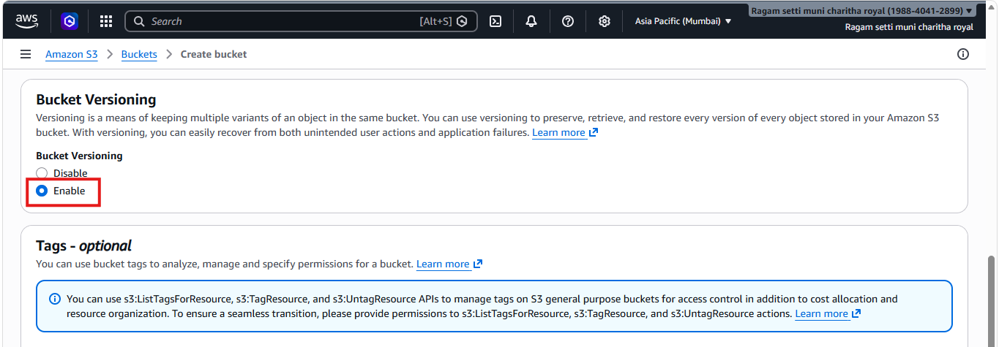 aws
Search [Alt+S]
Asia Pacific (Mumbai) ▼
Ragam setti muni charitha royal (1988-4041-2899) ▼
Ragam setti muni charitha royal
Amazon S3 > Buckets > Create bucket
Bucket Versioning
Versioning is a means of keeping multiple variants of an object in the same bucket. You can use versioning to preserve, retrieve, and restore every version of every object stored in your Amazon S3
bucket. With versioning, you can easily recover from both unintended user actions and application failures. Learn more
Bucket Versioning
Disable
Enable
Tags - optional
You can use bucket tags to analyze, manage and specify permissions for a bucket. Learn more
You can use s3:ListTagsForResource, s3:TagResource, and s3:UntagResource APIs to manage tags on S3 general purpose buckets for access control in addition to cost allocation and
resource organization. To ensure a seamless transition, please provide permissions to s3:ListTagsForResource, s3:TagResource, and s3:UntagResource actions. Learn more